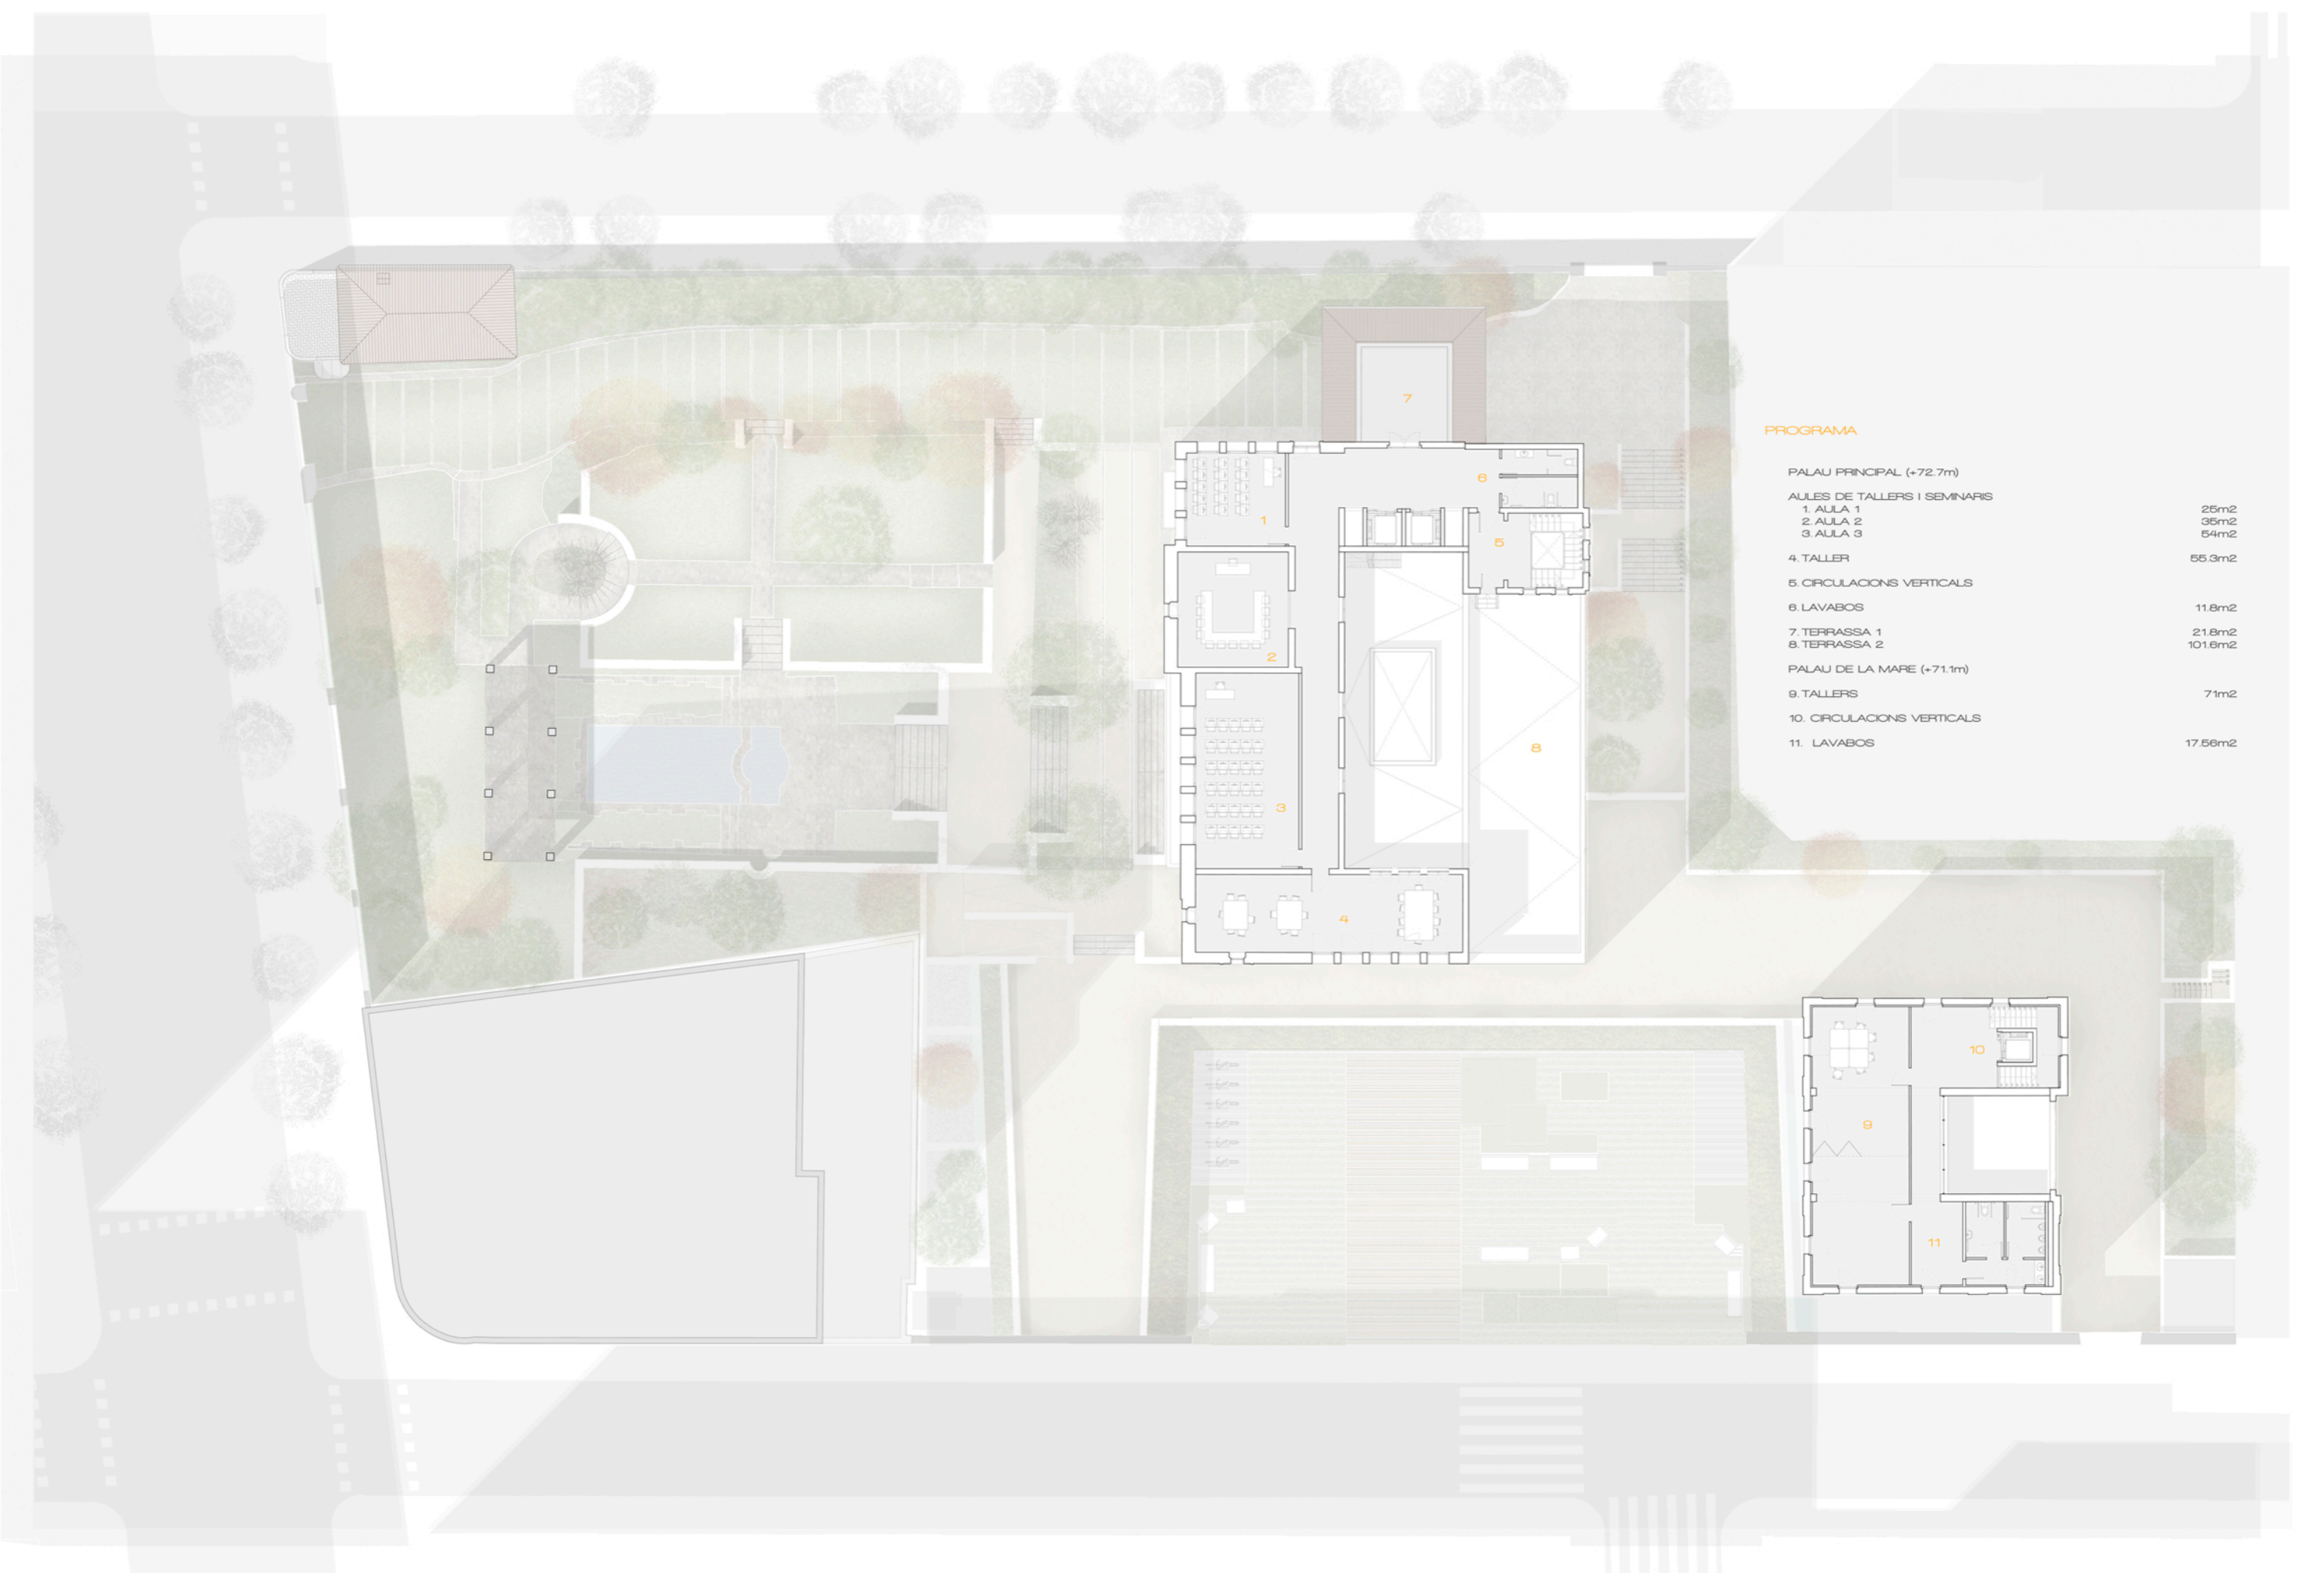 7
6
1
5
2
8
3
4
10
9
11
PROGRAMA
PALAU PRINCIPAL (+72.7m)
AULES DE TALLERS I SEMINARIS
1. AULA 1 25m2
2. AULA 2 35m2
3. AULA 3 54m2
4. TALLER 55.3m2
5. CIRCULACIONS VERTICALS
6. LAVABOS 11.8m2
7. TERRASSA 1 21.8m2
8. TERRASSA 2 101.6m2
PALAU DE LA MARE (+71.1m)
9. TALLERS 71m2
10. CIRCULACIONS VERTICALS
11. LAVABOS 17.56m2